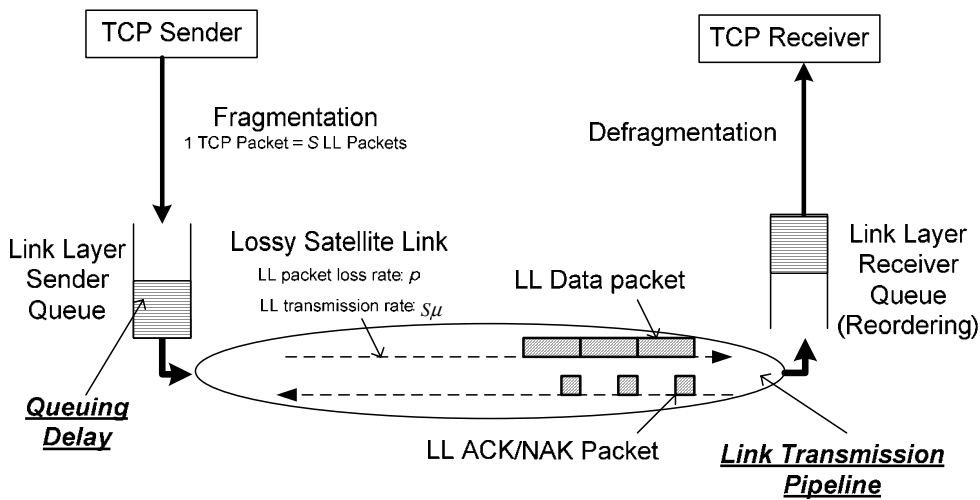 TCP Sender
TCP Receiver
Fragmentation
1 TCP Packet = S LL Packets
Defragmentation
Link Layer
Sender
Queue
Lossy Satellite Link
LL packet loss rate: p
LL transmission rate: Sμ
LL Data packet
Link Layer
Receiver
Queue
(Reordering)
Queuing
Delay
LL ACK/NAK Packet
Link Transmission
Pipeline